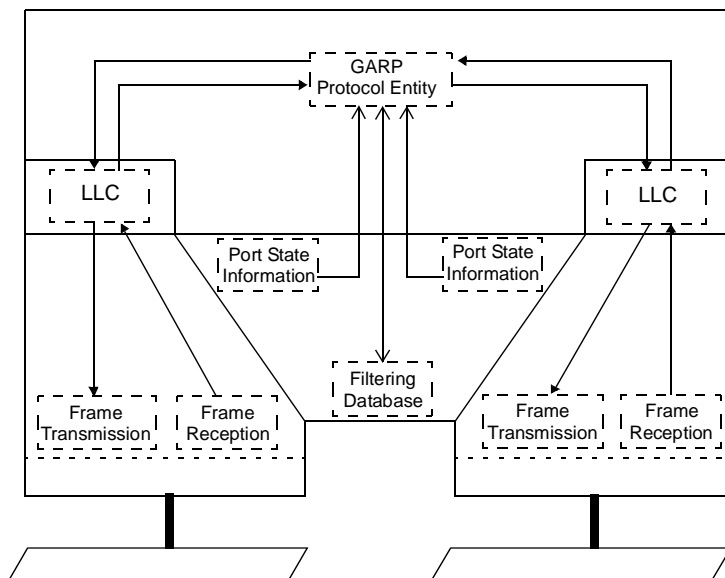 GARP
Protocol Entity
LLC
LLC
Port State
Information
Port State
Information
Filtering
Database
Frame
Transmission
Frame
Reception
Frame
Transmission
Frame
Reception